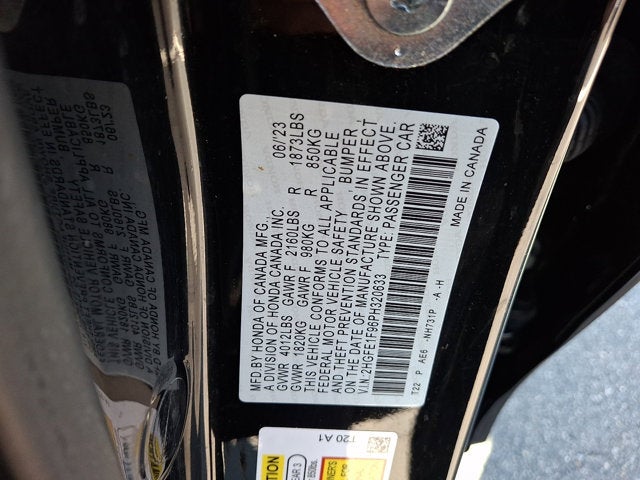 MFD.BY HONDA OF CANADA MFG., 06/23
A DIVISION OF HONDA CANADA INC.
GVWR 4012LBS GAWR F 2160LBS R 1873LBS
GVWR 1820KG GAWR F 980KG R 850KG
THIS VEHICLE CONFORMS TO ALL APPLICABLE
FEDERAL MOTOR VEHICLE SAFETY, BUMPER,
AND THEFT PREVENTION STANDARDS IN EFFECT
ON THE DATE OF MANUFACTURE SHOWN ABOVE.
V.I.N. 2HGFE1F96PH320633 TYPE: PASSENGER CAR
T22 P AE6 -NH731P -A-H
MADE IN CANADA
T20 A1